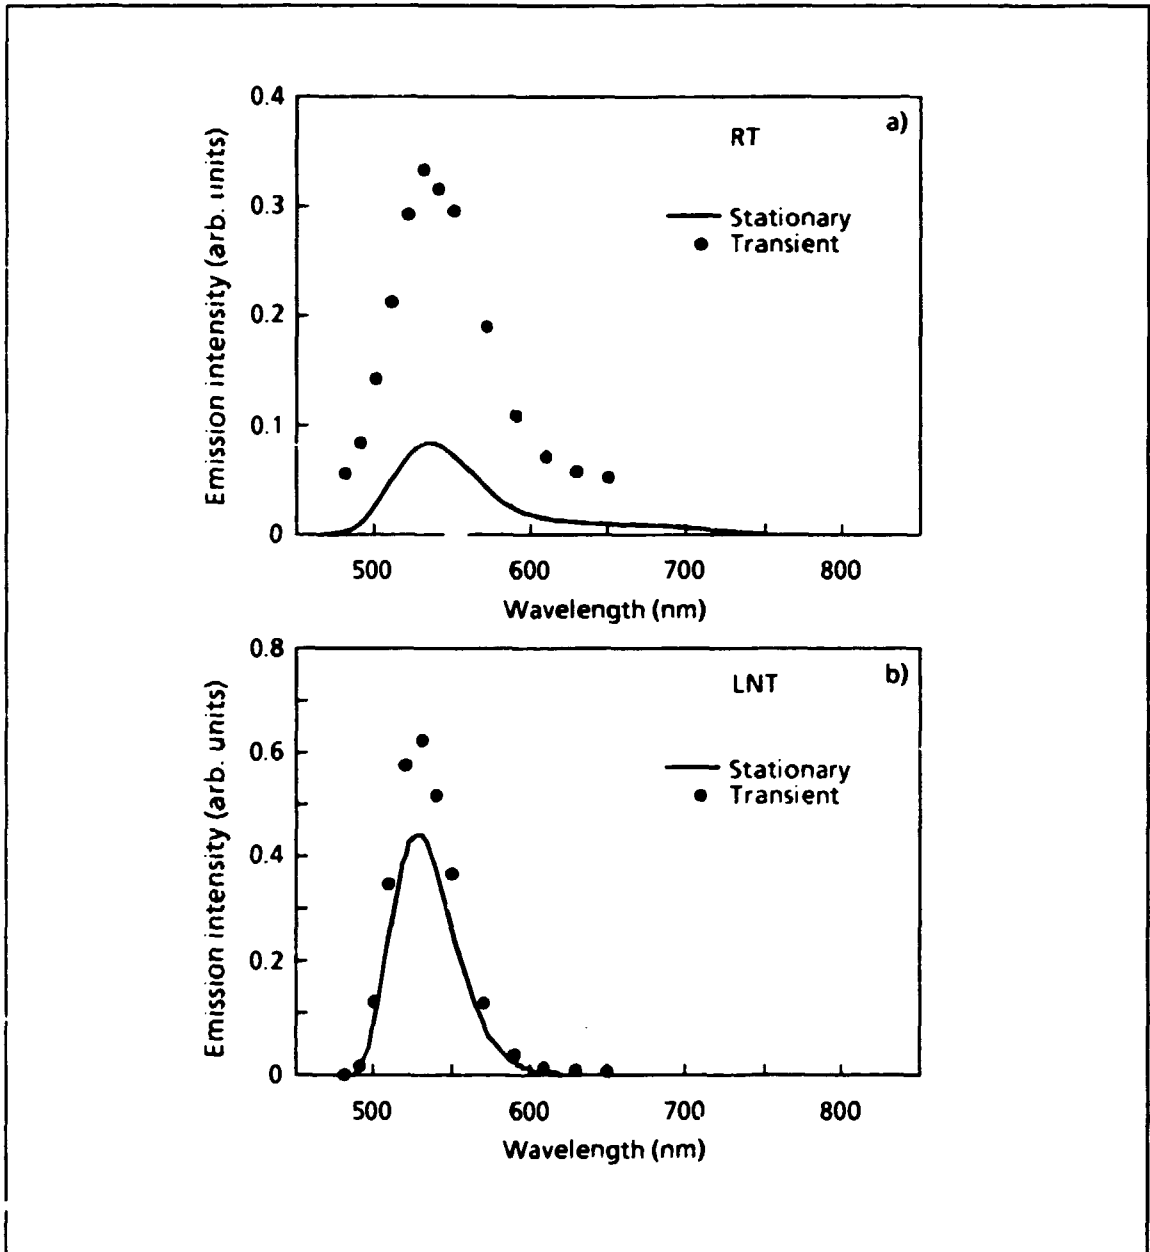 a)
RT
0.4
0.3
0.2
0.1
0
Emission intensity (arb. units)
Stationary
Transient
500 600 700 800
Wavelength (nm)
b)
LNT
0.8
0.6
0.4
0.2
0
Emission intensity (arb. units)
Stationary
Transient
500 600 700 800
Wavelength (nm)